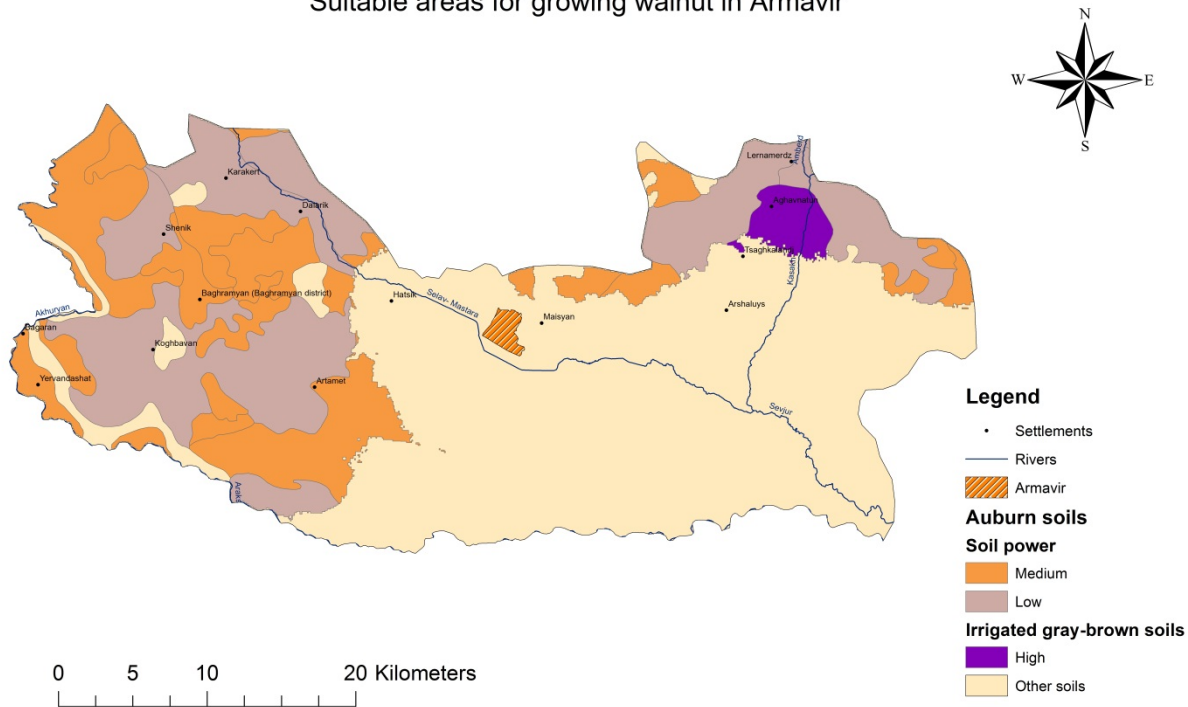 Suitable areas for growing walnut in Armavir
N
W
E
S
Amberd
Lernamerdz
Karakert
Aghavnatun
Dalarik
Shenik
Kasakh
Baghramyan (Baghramyan district)
Hatsik
Selav- Mastara
Arshaluys
Akhuryan
Maisyan
Bagaran
Koghbavan
Yervandashat
Artamet
Sevjur
Araks
Legend
Settlements
Rivers
Armavir
Auburn soils
Soil power
Medium
Low
Irrigated gray-brown soils
High
Other soils
0 5 10 20 Kilometers